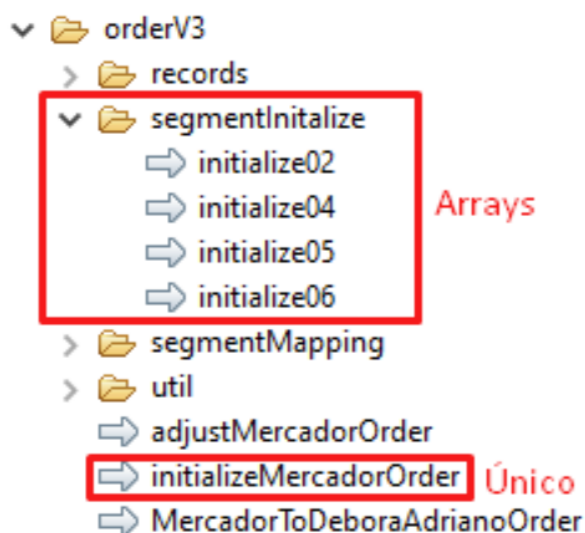 orderV3
records
segmentInitalize
initialize02
initialize04
Arrays
initialize05
initialize06
segmentMapping
util
adjustMercadorOrder
initializeMercadorOrder Único
MercadorToDeboraAdrianoOrder